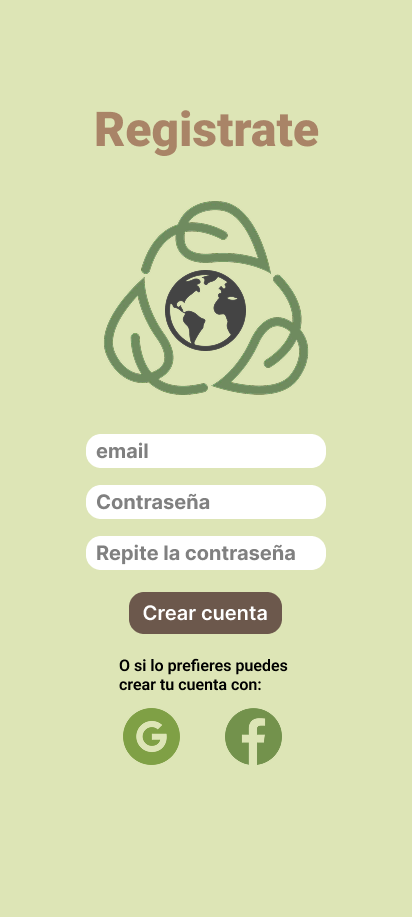 Registrate
email
Contraseña
Repite la contraseña
Crear cuenta
O si lo prefieres puedes
crear tu cuenta con: